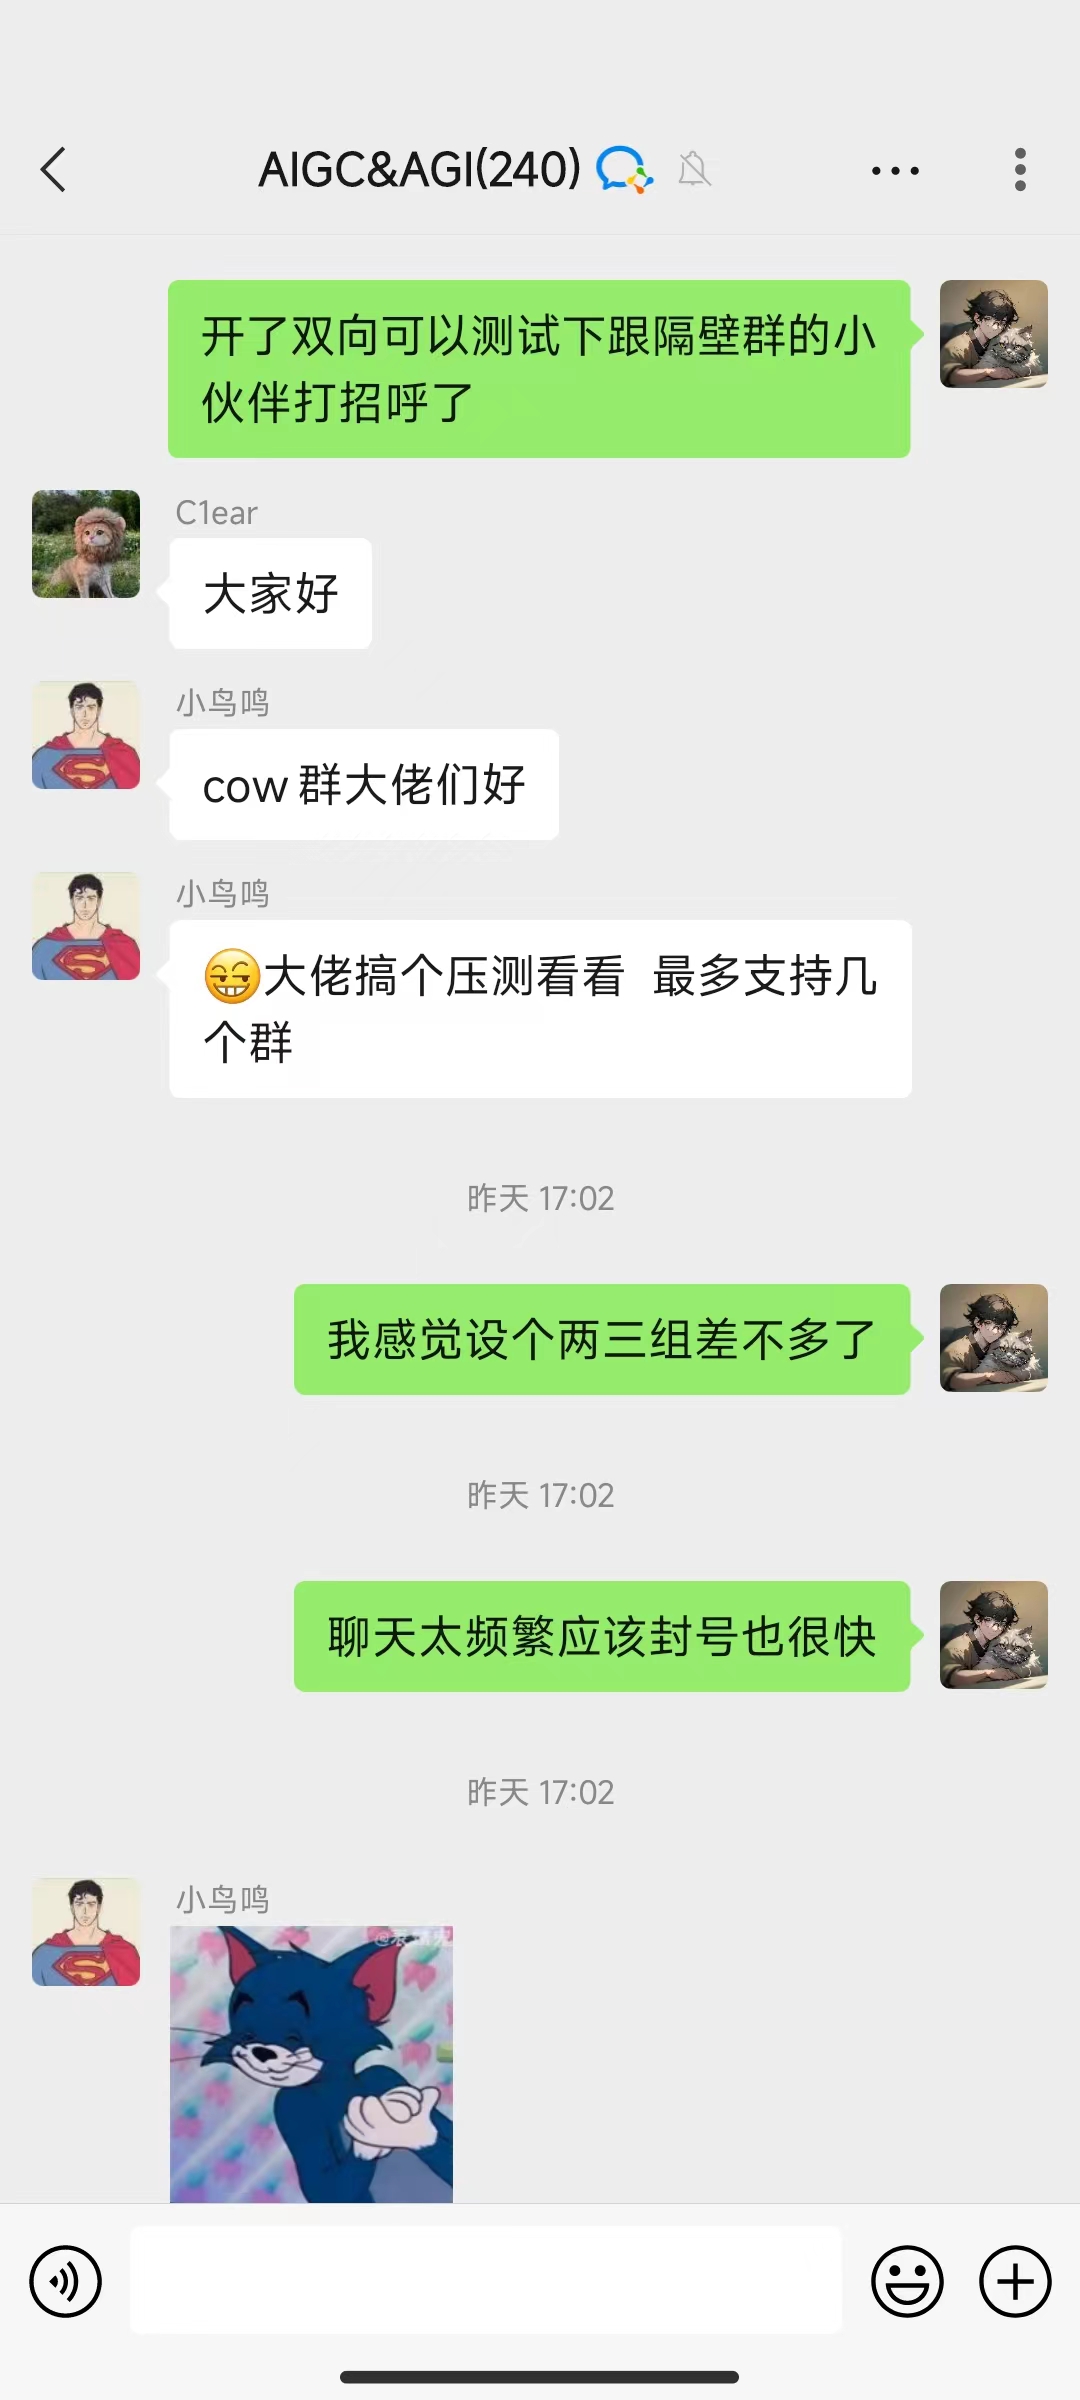 AIGC&AGI(240)
开了双向可以测试下跟隔壁群的小
伙伴打招呼了
C1ear
大家好
小鸟鸣
cow 群大佬们好
小鸟鸣
😁大佬搞个压测看看  最多支持几
个群
昨天 17:02
我感觉设个两三组差不多了
昨天 17:02
聊天太频繁应该封号也很快
昨天 17:02
小鸟鸣